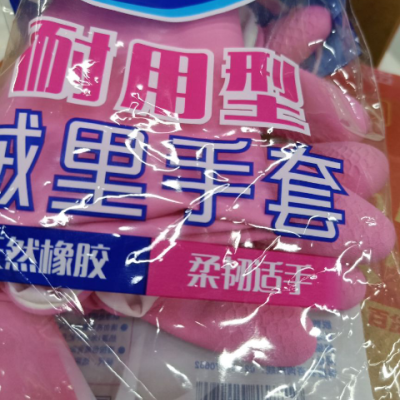 耐用型
绒里手套
天然橡胶 柔韧适手